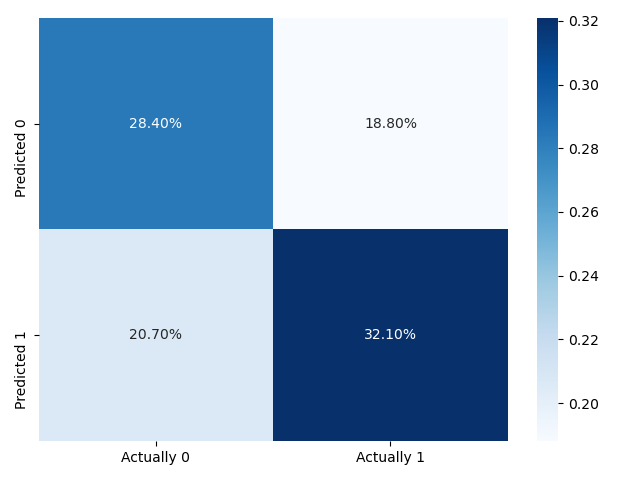 Predicted 0
28.40%
18.80%
Predicted 1
20.70%
32.10%
Actually 0
Actually 1
0.32
0.30
0.28
0.26
0.24
0.22
0.20